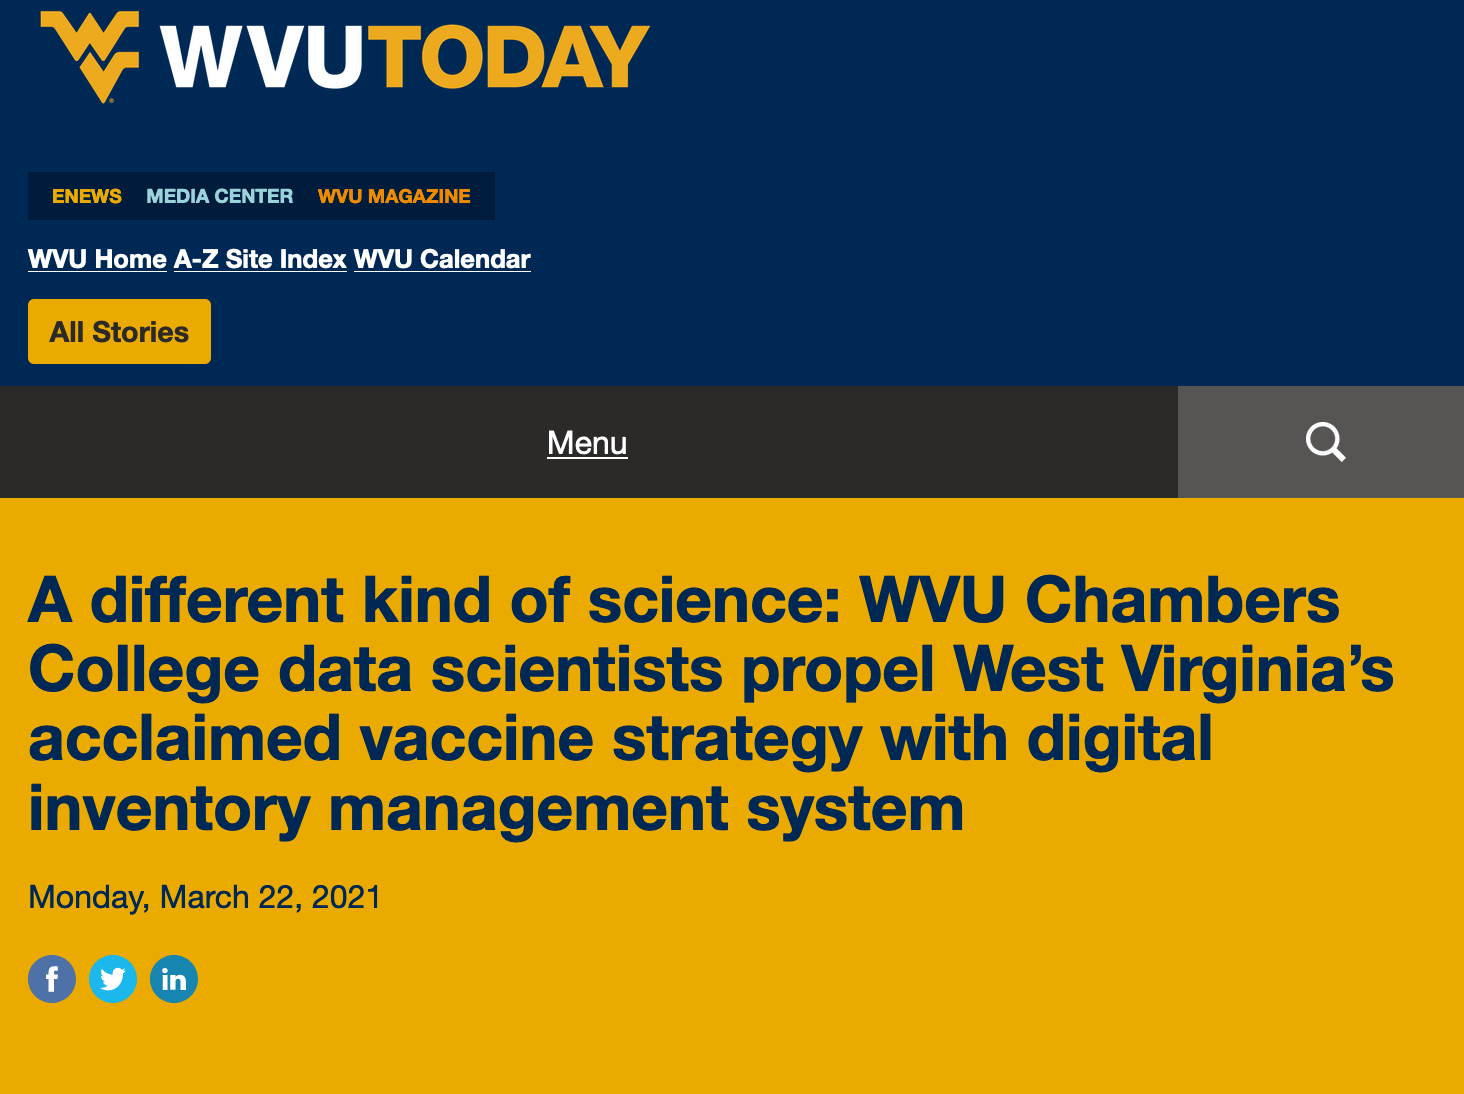 WVUTODAY
ENEWS MEDIA CENTER WVU MAGAZINE
WVU Home A-Z Site Index WVU Calendar
All Stories
Menu
A different kind of science: WVU Chambers
College data scientists propel West Virginia’s
acclaimed vaccine strategy with digital
inventory management system
Monday, March 22, 2021